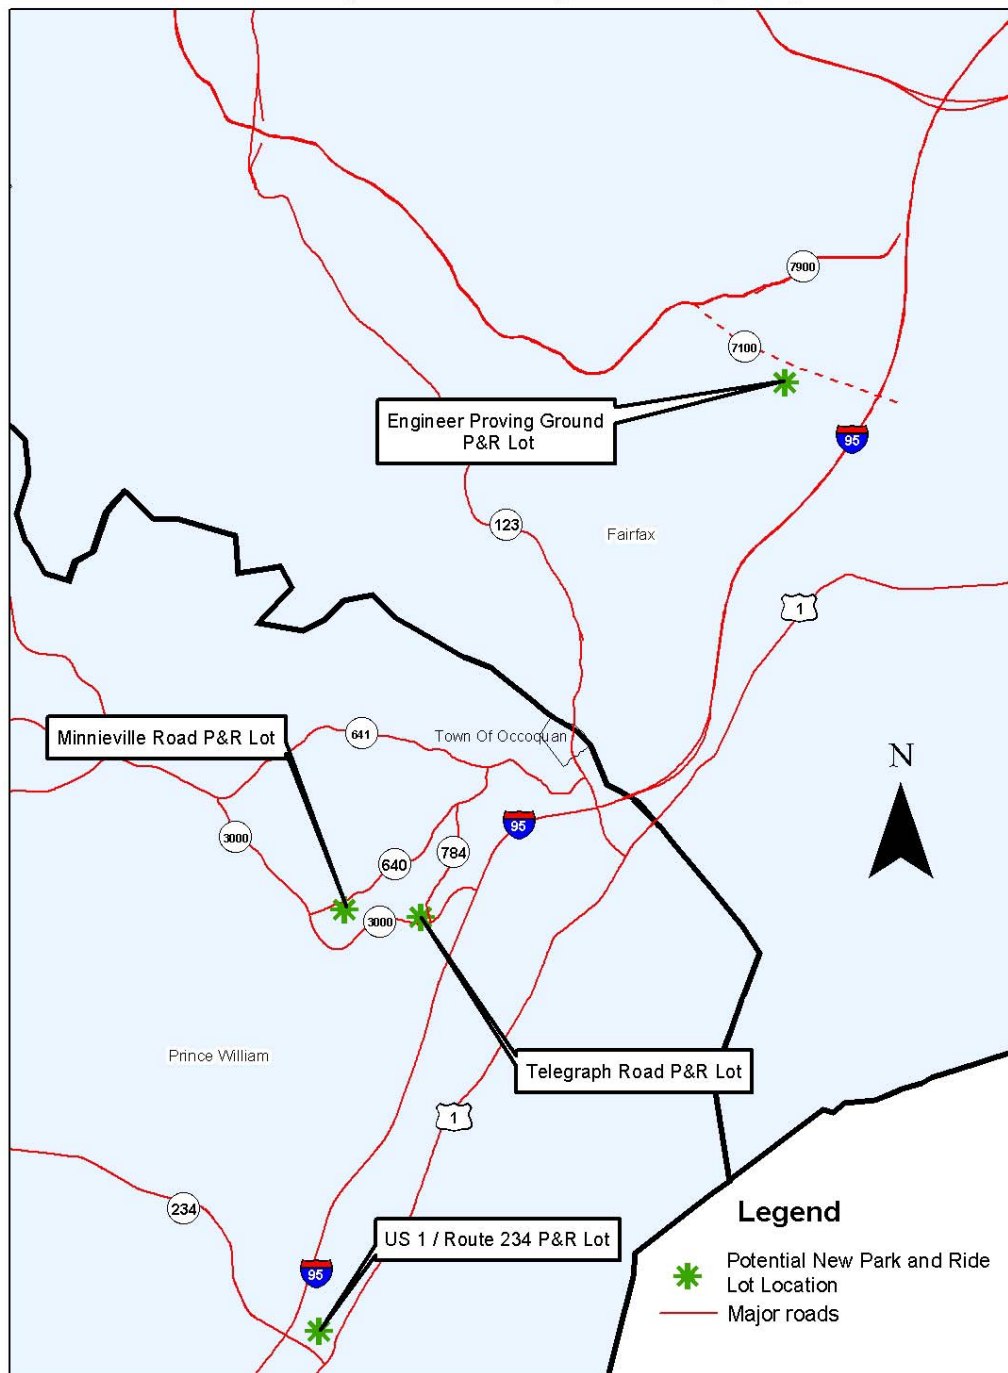 7900
7100
Engineer Proving Ground
P&R Lot
95
123
Fairfax
1
Minnieville Road P&R Lot
641
Town Of Occoquan
N
95
3000
640
784
3000
Prince William
Telegraph Road P&R Lot
1
234
US 1 / Route 234 P&R Lot
95
Legend
Potential New Park and Ride
Lot Location
Major roads